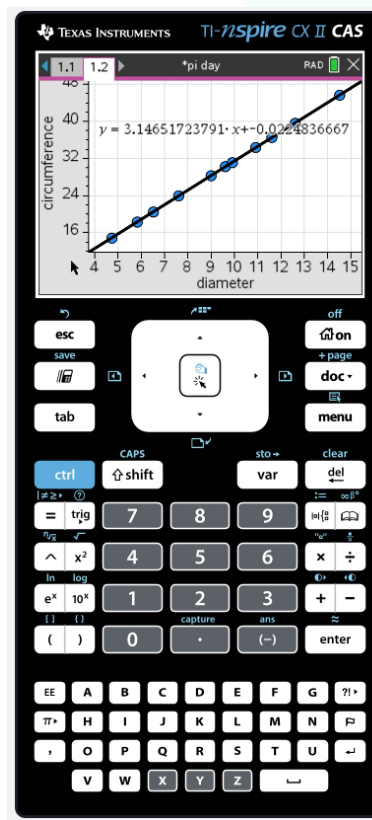 TEXAS INSTRUMENTS TI-nspire CX II CAS
1.1 1.2 *pi day RAD
48
40
y = 3.14651723791· x+-0.0224836667
32
24
16
circumference
4 5 6 7 8 9 10 11 12 13 14 15
diameter
off
esc on
save +page
doc
tab menu
CAPS sto→ clear
ctrl shift var del
|≠≥▸ ? := ∞β°
= trig 7 8 9 |□|{
ⁿ√x √ "□"
^ x² 4 5 6 × ÷
ln log
eˣ 10ˣ 1 2 3 + −
[ ] { } capture ans ≈
( ) 0 . (−) enter
EE A B C D E F G ?!▸
π▸ H I J K L M N
, O P Q R S T U ↵
V W X Y Z